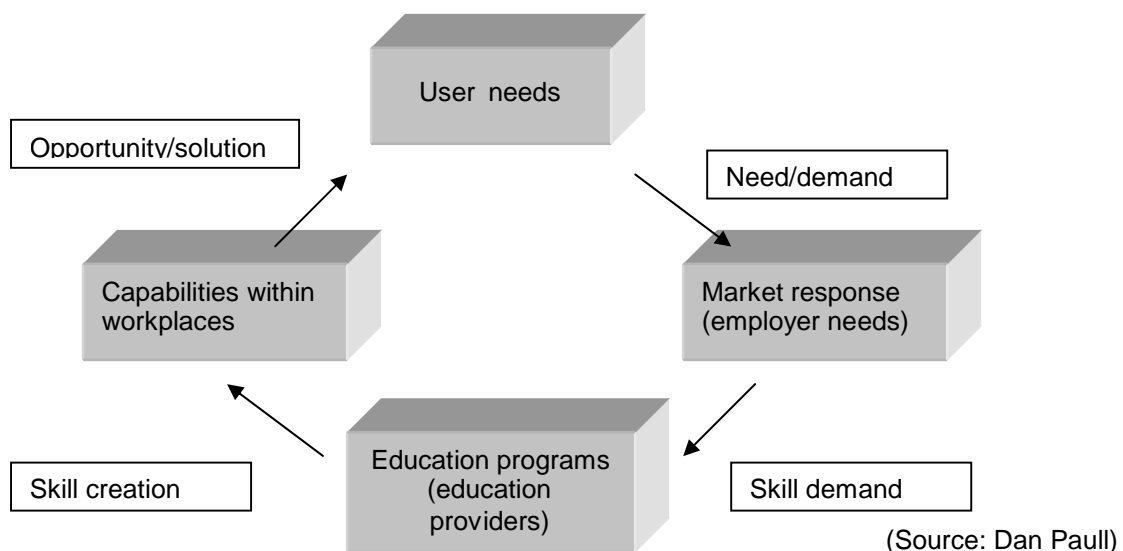 User needs
Opportunity/solution
Need/demand
Capabilities within
workplaces
Market response
(employer needs)
Education programs
(education
providers)
Skill creation
Skill demand
(Source: Dan Paull)